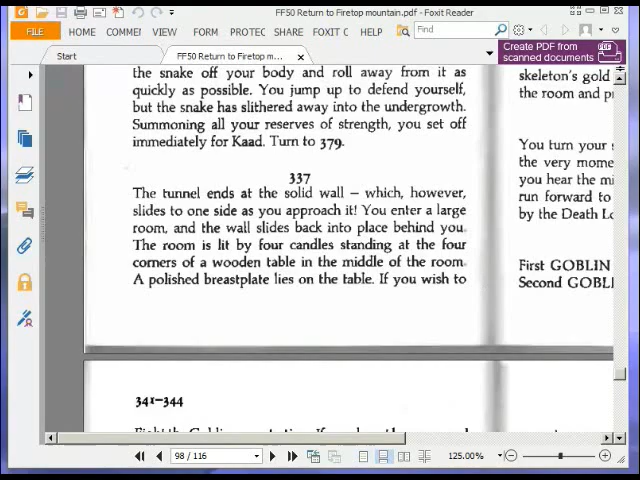 FF50 Return to Firetop mountain.pdf - Foxit Reader
FILE HOME COMMEI VIEW FORM PROTEC SHARE FOXIT C Find
Start FF50 Return to Firetop m... Create PDF from
scanned documents
the snake off your body and roll away from it as
quickly as possible. You jump up to defend yourself,
but the snake has slithered away into the undergrowth.
Summoning all your reserves of strength, you set off
immediately for Kaad. Turn to 379.
337
The tunnel ends at the solid wall – which, however,
slides to one side as you approach it! You enter a large
room, and the wall slides back into place behind you.
The room is lit by four candles standing at the four
corners of a wooden table in the middle of the room.
A polished breastplate lies on the table. If you wish to
skeleton's gold
the room and p
You turn your
the very mome
you hear the mi
run forward to
by the Death L
First GOBLIN
Second GOBL
341–344
98 / 116 125.00%